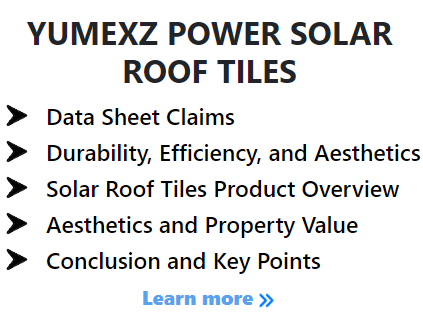 YUMEXZ POWER SOLAR
ROOF TILES
Data Sheet Claims
Durability, Efficiency, and Aesthetics
Solar Roof Tiles Product Overview
Aesthetics and Property Value
Conclusion and Key Points
Learn more »